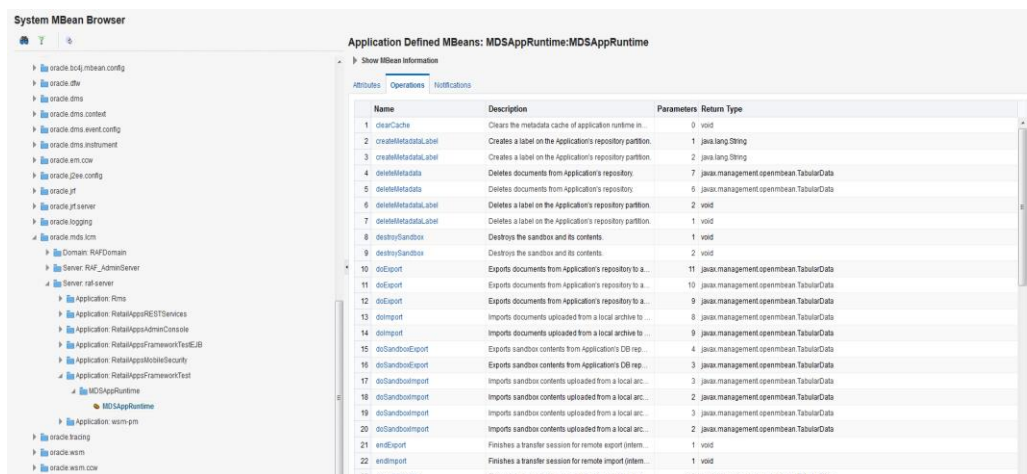 System MBean Browser
oracle.bc4j.mbean.config
oracle.dfw
oracle.dms
oracle.dms.context
oracle.dms.event.config
oracle.dms.instrument
oracle.em.ccw
oracle.j2ee.config
oracle.jrf
oracle.jrf.server
oracle.logging
oracle.mds.lcm
Domain: RAFDomain
Server: RAF_AdminServer
Server: raf-server
Application: Rms
Application: RetailAppsRESTServices
Application: RetailAppsAdminConsole
Application: RetailAppsFrameworkTestEJB
Application: RetailAppsMobileSecurity
Application: RetailAppsFrameworkTest
MDSAppRuntime
MDSAppRuntime
Application: wsm-pm
oracle.tracing
oracle.wsm
oracle.wsm.ccw
Application Defined MBeans: MDSAppRuntime:MDSAppRuntime
Show MBean Information
Attributes Operations Notifications
Name Description Parameters Return Type
1 clearCache Clears the metadata cache of application runtime in... 0 void
2 createMetadataLabel Creates a label on the Application's repository partition. 1 java.lang.String
3 createMetadataLabel Creates a label on the Application's repository partition. 2 java.lang.String
4 deleteMetadata Deletes documents from Application's repository. 7 javax.management.openmbean.TabularData
5 deleteMetadata Deletes documents from Application's repository. 6 javax.management.openmbean.TabularData
6 deleteMetadataLabel Deletes a label on the Application's repository partition. 2 void
7 deleteMetadataLabel Deletes a label on the Application's repository partition. 1 void
8 destroySandbox Destroys the sandbox and its contents. 1 void
9 destroySandbox Destroys the sandbox and its contents. 2 void
10 doExport Exports documents from Application's repository to a... 11 javax.management.openmbean.TabularData
11 doExport Exports documents from Application's repository to a... 10 javax.management.openmbean.TabularData
12 doExport Exports documents from Application's repository to a... 9 javax.management.openmbean.TabularData
13 doImport Imports documents uploaded from a local archive to ... 8 javax.management.openmbean.TabularData
14 doImport Imports documents uploaded from a local archive to ... 9 javax.management.openmbean.TabularData
15 doSandboxExport Exports sandbox contents from Application's DB rep... 4 javax.management.openmbean.TabularData
16 doSandboxExport Exports sandbox contents from Application's DB rep... 3 javax.management.openmbean.TabularData
17 doSandboxImport Imports sandbox contents uploaded from a local arc... 3 javax.management.openmbean.TabularData
18 doSandboxImport Imports sandbox contents uploaded from a local arc... 2 javax.management.openmbean.TabularData
19 doSandboxImport Imports sandbox contents uploaded from a local arc... 3 javax.management.openmbean.TabularData
20 doSandboxImport Imports sandbox contents uploaded from a local arc... 2 javax.management.openmbean.TabularData
21 endExport Finishes a transfer session for remote export (intern... 1 void
22 endImport Finishes a transfer session for remote import (intern... 1 void